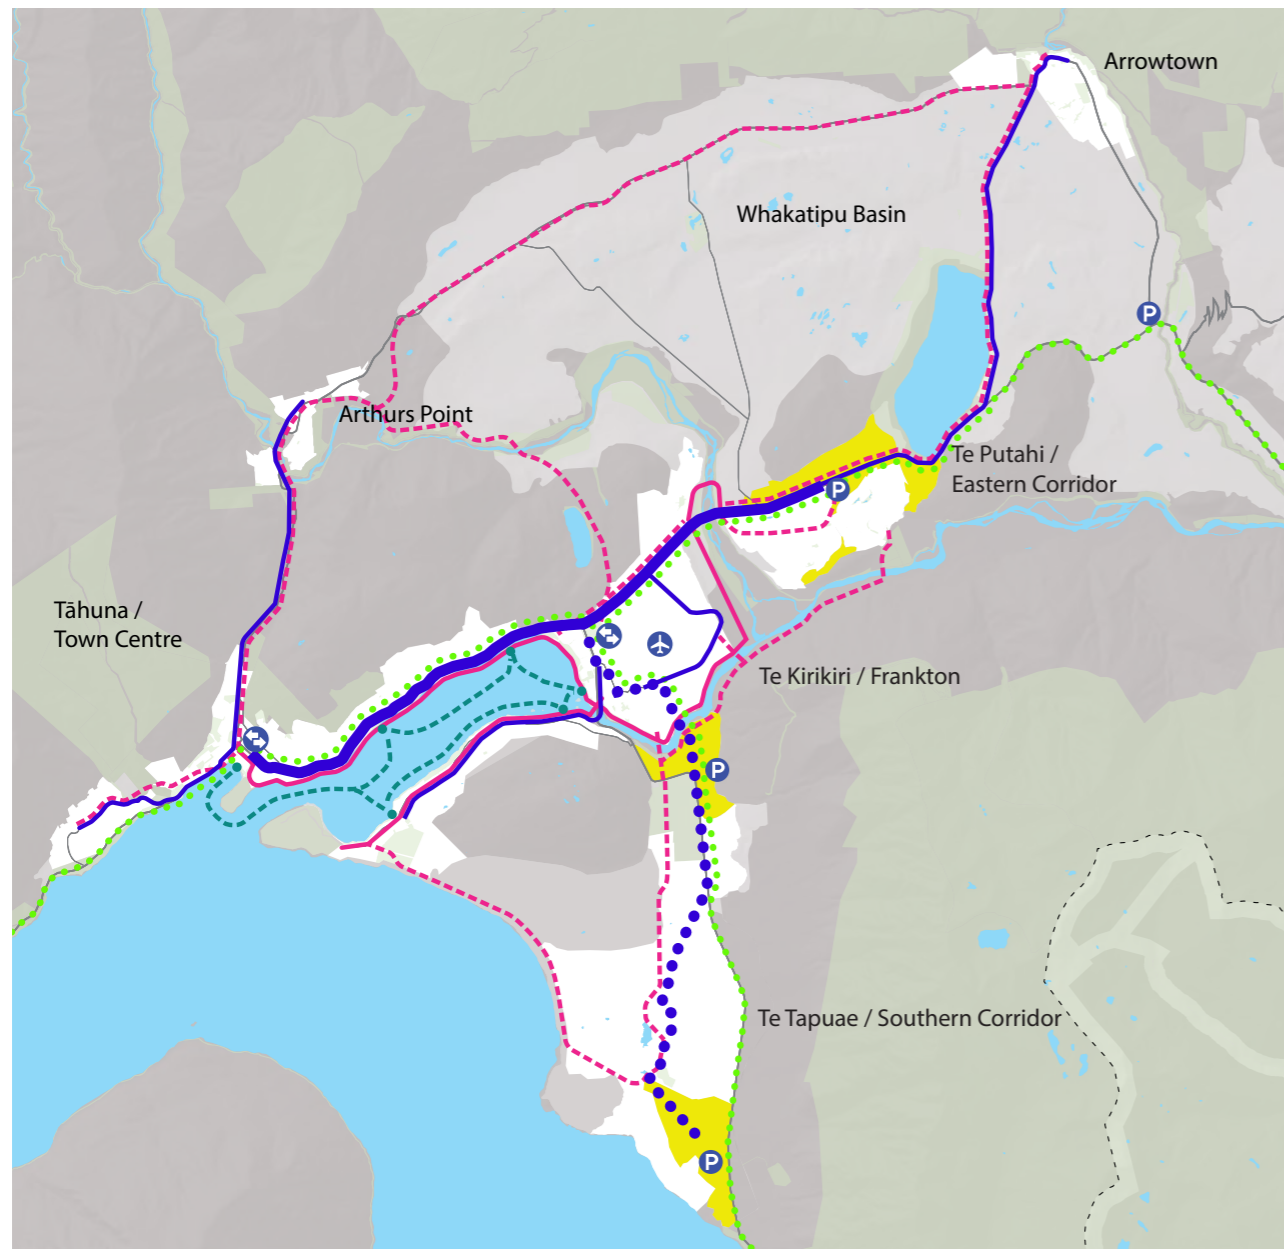 Arrowtown
Whakatipu Basin
P
Arthurs Point
Te Putahi /
Eastern Corridor
P
Tāhuna /
Town Centre
Te Kirikiri / Frankton
P
Te Tapuae / Southern Corridor
P